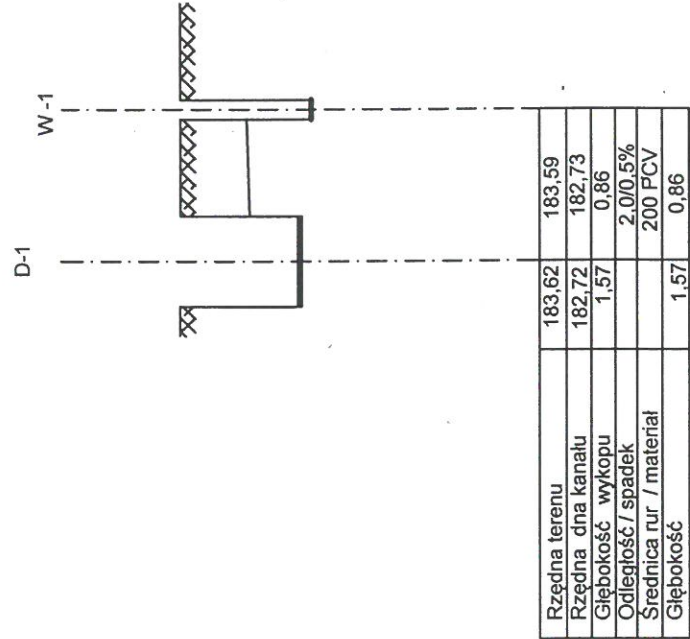 D-1
W -1
Rzędna terenu 183,62 183,59
Rzędna dna kanału 182,72 182,73
Głębokość wykopu 1,57 0,86
Odległość / spadek 2,0/0,5%
Średnica rur / materiał 200 PCV
Głębokość 1,57 0,86